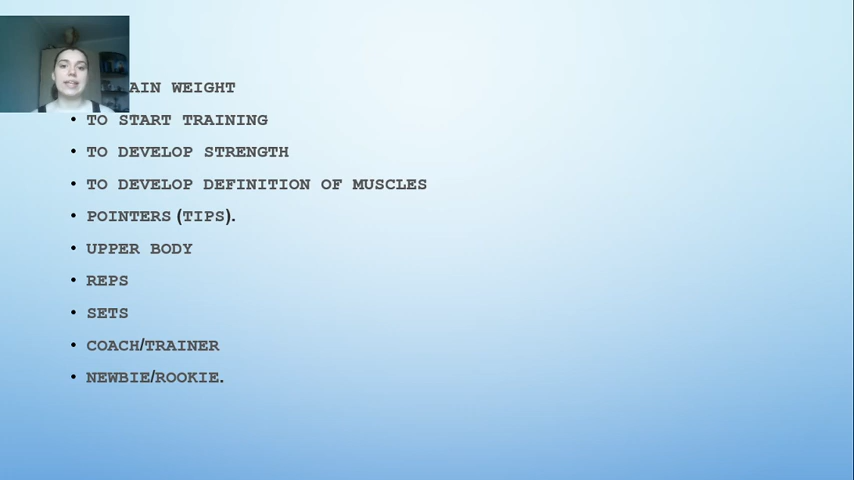 AIN WEIGHT
• TO START TRAINING
• TO DEVELOP STRENGTH
• TO DEVELOP DEFINITION OF MUSCLES
• POINTERS (TIPS).
• UPPER BODY
• REPS
• SETS
• COACH/TRAINER
• NEWBIE/ROOKIE.